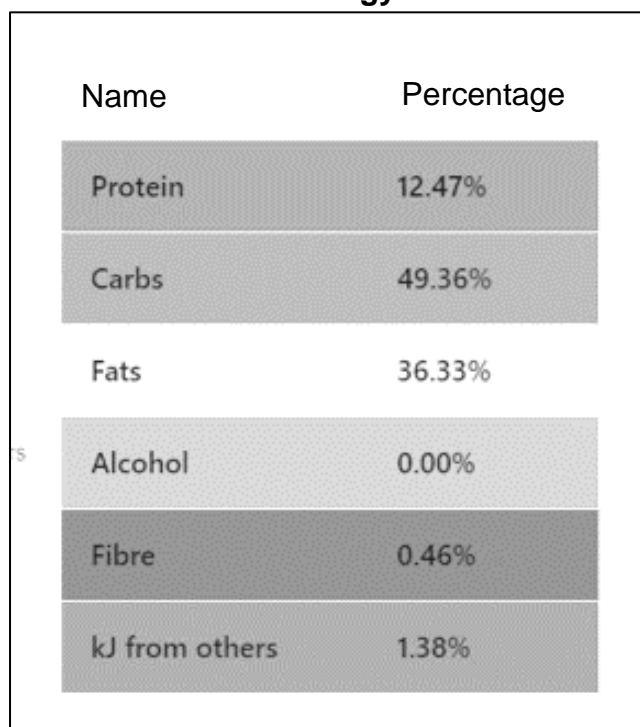 Name Percentage
Protein 12.47%
Carbs 49.36%
Fats 36.33%
Alcohol 0.00%
Fibre 0.46%
kJ from others 1.38%